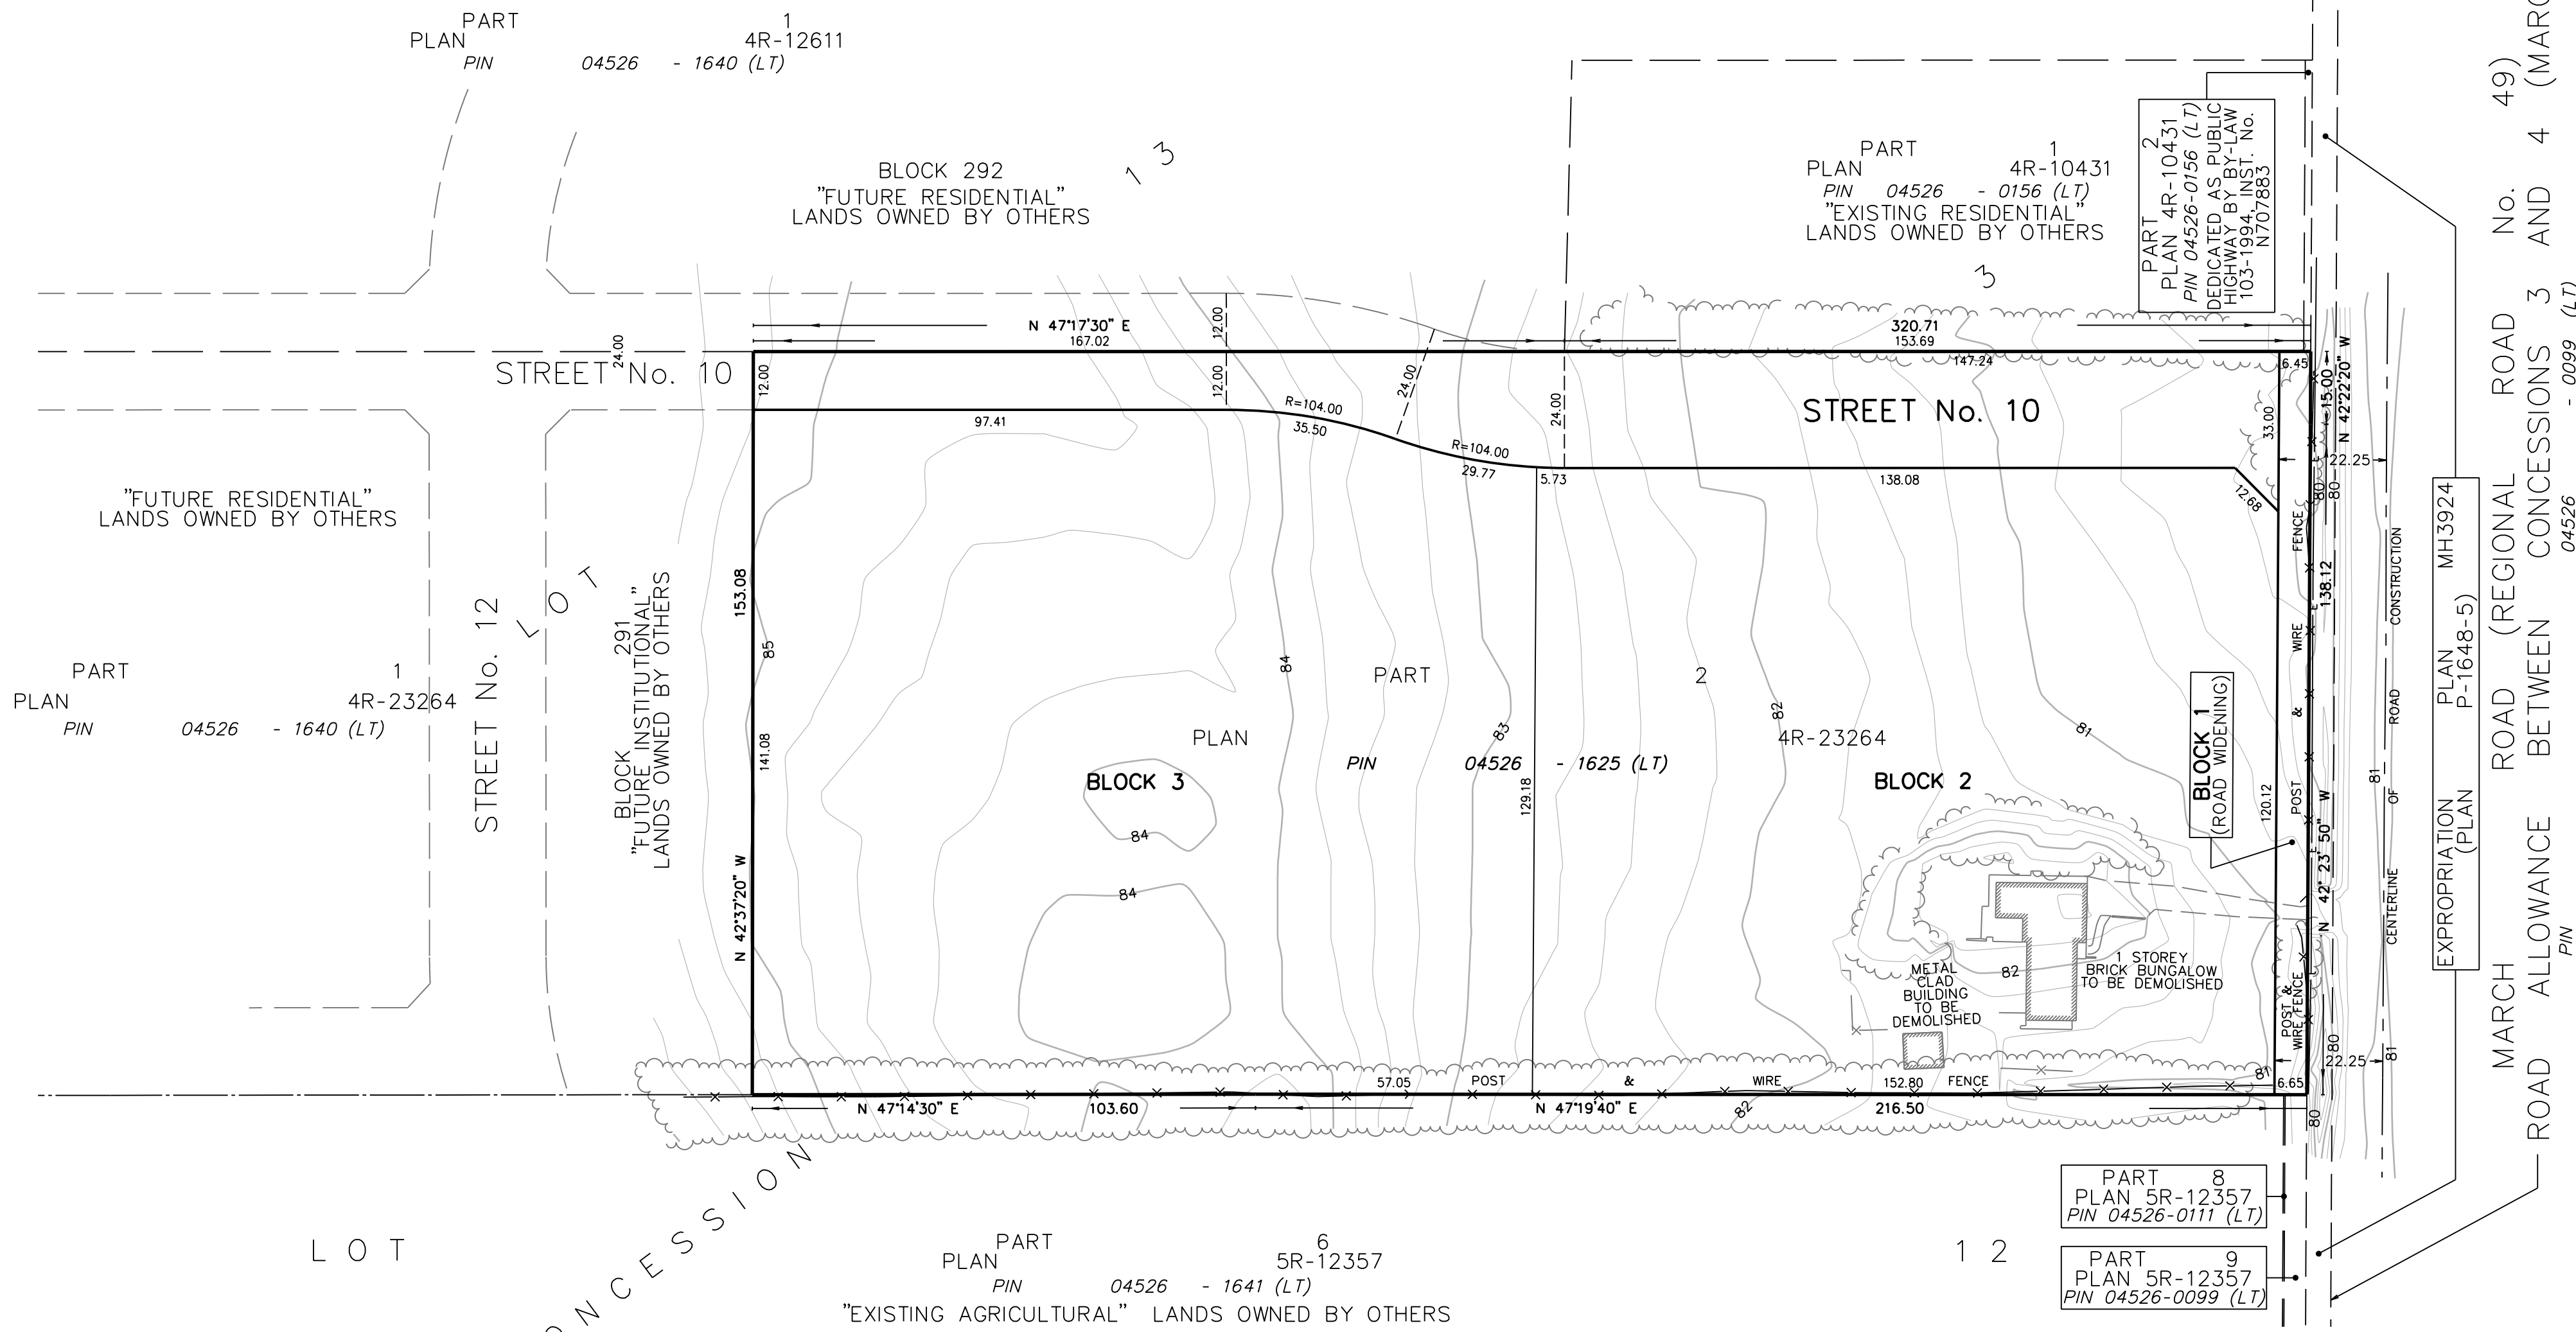 PART 1
PLAN 4R-12611
PIN 04526 - 1640 (LT)
BLOCK 292
"FUTURE RESIDENTIAL"
LANDS OWNED BY OTHERS
1 3
PART 1
PLAN 4R-10431
PIN 04526 - 0156 (LT)
"EXISTING RESIDENTIAL"
LANDS OWNED BY OTHERS
3
PART 2
PLAN 4R-10431
PIN 04526-0156 (LT)
DEDICATED AS PUBLIC
HIGHWAY BY BY-LAW
103-1994, INST. No.
N707883
N 47°17'30" E
167.02
320.71
153.69
147.24
6.45
12.00
12.00
12.00
24.00
STREET No. 10
24.00
24.00
STREET No. 10
97.41
R=104.00
35.50
R=104.00
29.77
5.73
138.08
12.68
33.00
15.00
N 42°22'20" W
22.25
80
80
138.12
"FUTURE RESIDENTIAL"
LANDS OWNED BY OTHERS
PART 1
PLAN 4R-23264
PIN 04526 - 1640 (LT)
STREET No. 12
LOT
BLOCK 291
"FUTURE INSTITUTIONAL"
LANDS OWNED BY OTHERS
153.08
N 42°37'20" W
85
141.08
84
83
82
81
PART 2
PLAN 4R-23264
PIN 04526 - 1625 (LT)
BLOCK 3
84
84
129.18
BLOCK 2
BLOCK 1
(ROAD WIDENING)
120.12
POST & WIRE FENCE
N 42° 23' 50" W
81
81
CENTERLINE OF ROAD CONSTRUCTION
METAL
CLAD
BUILDING
TO BE
DEMOLISHED
82
1 STOREY
BRICK BUNGALOW
TO BE DEMOLISHED
POST &
WIRE FENCE
80
22.25
81
6.65
57.05
POST & WIRE FENCE
152.80
N 47°14'30" E
103.60
N 47°19'40" E
82
216.50
80
EXPROPRIATION PLAN MH3924
(PLAN P-1648-5)
MARCH ROAD (REGIONAL ROAD No. 49)
ROAD ALLOWANCE BETWEEN CONCESSIONS 3 AND 4
PIN 04526 - 0099 (LT)
PART 8
PLAN 5R-12357
PIN 04526-0111 (LT)
PART 9
PLAN 5R-12357
PIN 04526-0099 (LT)
LOT
12
PART 6
PLAN 5R-12357
PIN 04526 - 1641 (LT)
"EXISTING AGRICULTURAL" LANDS OWNED BY OTHERS
NCESSION